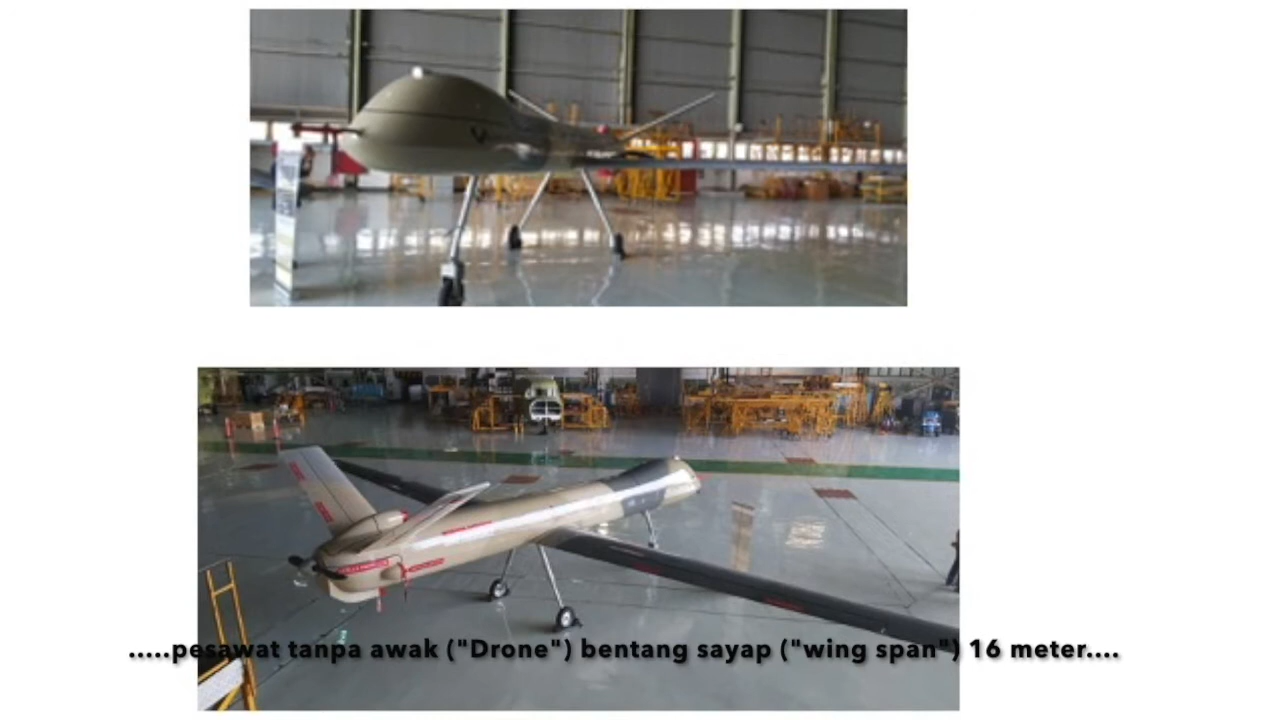 .....pesawat tanpa awak ("Drone") bentang sayap ("wing span") 16 meter....